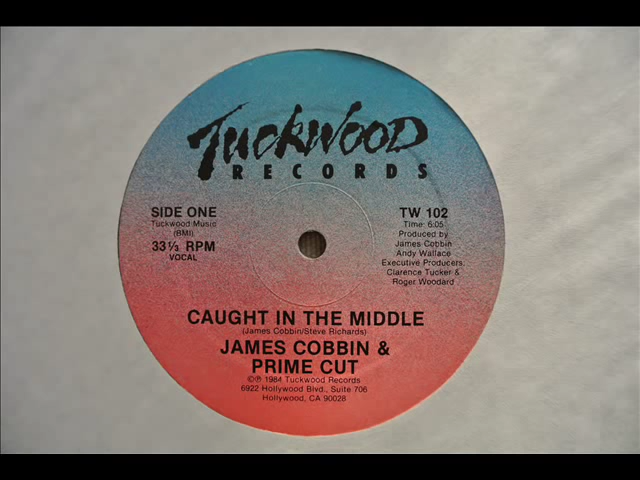 TUCKWOOD
RECORDS
SIDE ONE
Tuckwood Music
(BMI)
33 1/3 RPM
VOCAL
TW 102
Time: 6:05
Produced by
James Cobbin
Andy Wallace
Executive Producers:
Clarence Tucker &
Roger Woodard
CAUGHT IN THE MIDDLE
(James Cobbin/Steve Richards)
JAMES COBBIN &
PRIME CUT
©℗ 1984 Tuckwood Records
6922 Hollywood Blvd., Suite 706
Hollywood, CA 90028